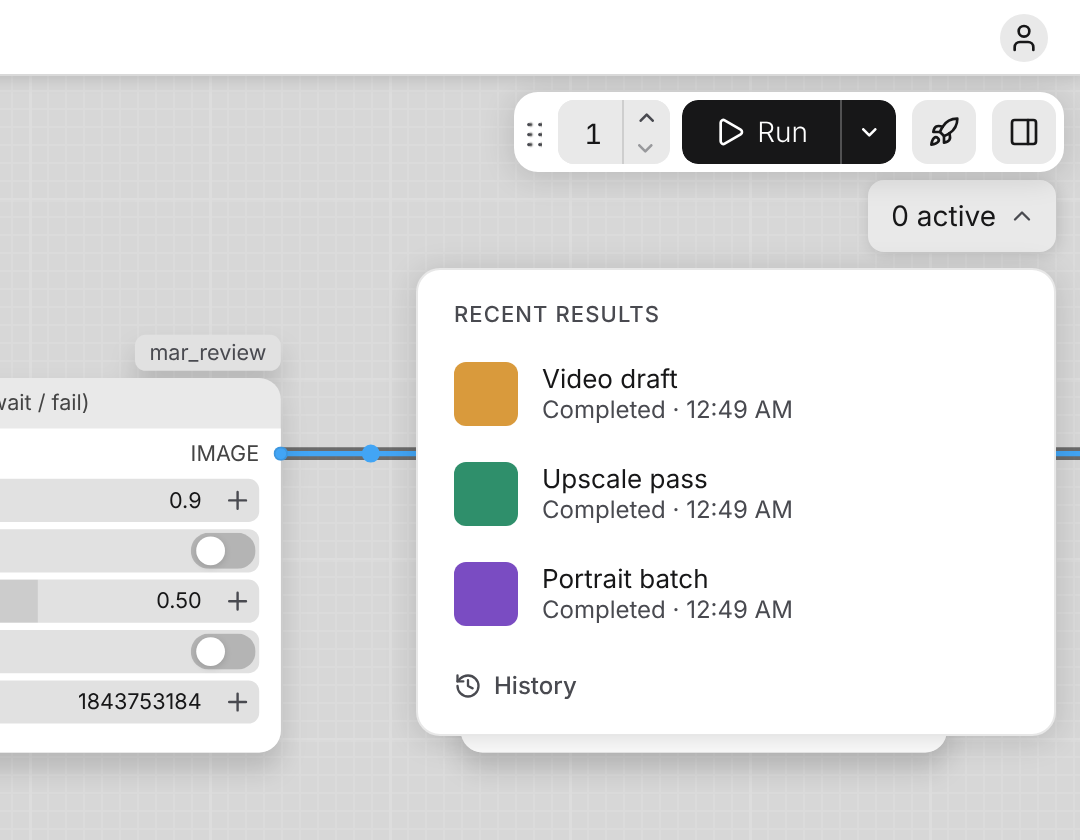 1
Run
0 active
RECENT RESULTS
Video draft
Completed · 12:49 AM
Upscale pass
Completed · 12:49 AM
Portrait batch
Completed · 12:49 AM
History
mar_review
/ fail)
IMAGE
0.9
0.50
1843753184